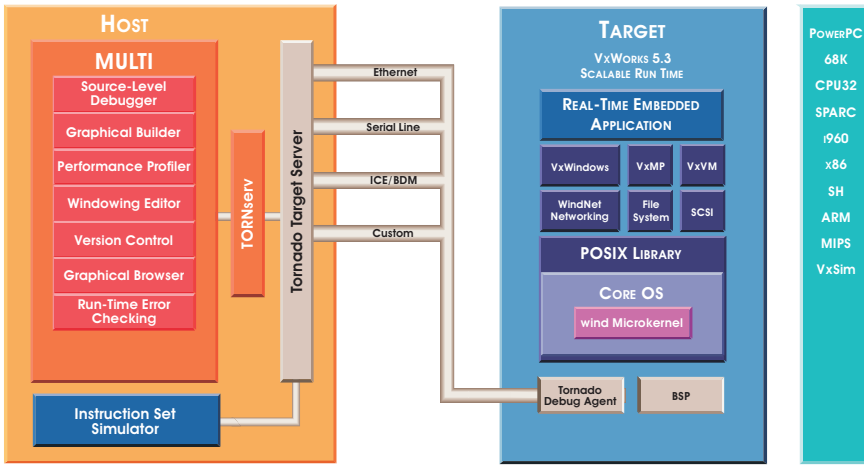 HOST
MULTI
Source-Level
Debugger
Graphical Builder
Performance Profiler
Windowing Editor
Version Control
Graphical Browser
Run-Time Error
Checking
TORNserv
Tornado Target Server
Instruction Set
Simulator
Ethernet
Serial Line
ICE/BDM
Custom
TARGET
VXWORKS 5.3
SCALABLE RUN TIME
REAL-TIME EMBEDDED
APPLICATION
VxWindows
VxMP
VxVM
WindNet
Networking
File
System
SCSI
POSIX LIBRARY
CORE OS
wind Microkernel
Tornado
Debug Agent
BSP
POWERPC
68K
CPU32
SPARC
I960
X86
SH
ARM
MIPS
VxSim